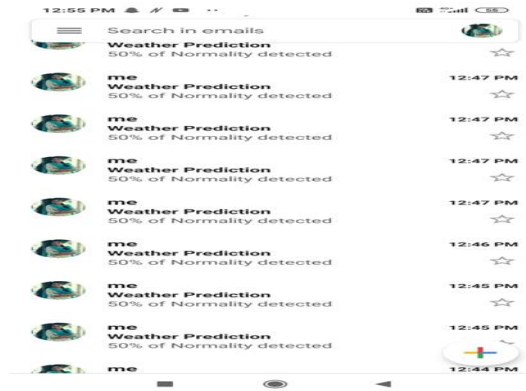 12:55 PM
55
Search in emails
Weather Prediction
50% of Normality detected
me 12:47 PM
Weather Prediction
50% of Normality detected
me 12:47 PM
Weather Prediction
50% of Normality detected
me 12:47 PM
Weather Prediction
50% of Normality detected
me 12:47 PM
Weather Prediction
50% of Normality detected
me 12:46 PM
Weather Prediction
50% of Normality detected
me 12:45 PM
Weather Prediction
50% of Normality detected
me 12:45 PM
Weather Prediction
50% of Normality detected
me 12:44 PM